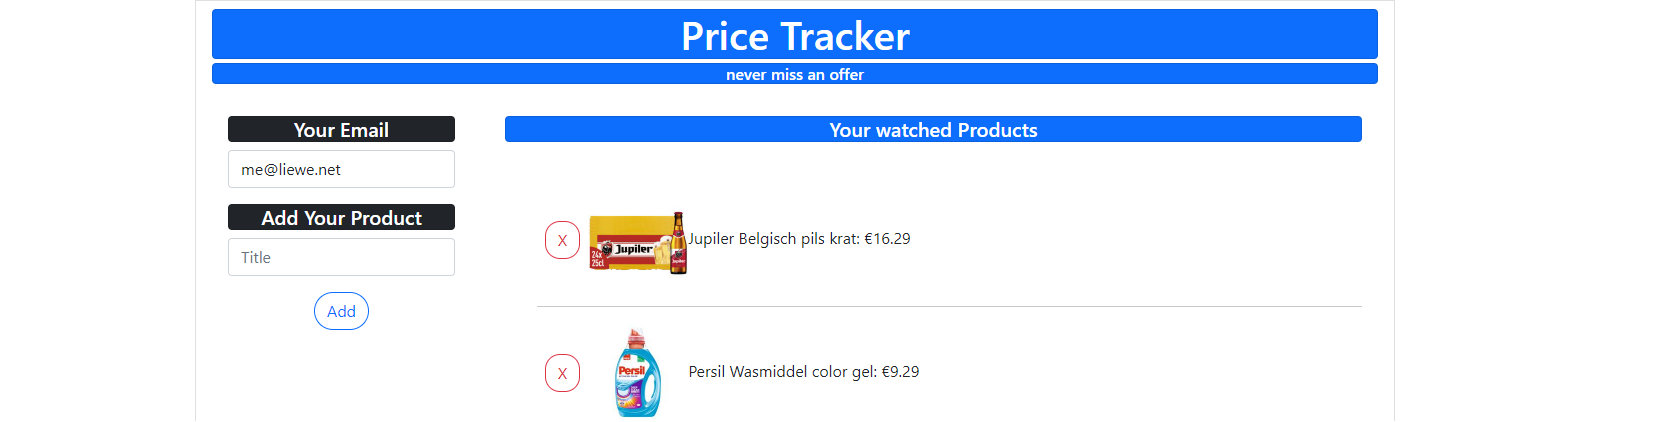 Price Tracker
never miss an offer
Your Email
me@liewe.net
Add Your Product
Title
Add
Your watched Products
X
Jupiler
24x
25cl
Jupiler Belgisch pils krat: €16.29
X
Persil
Persil Wasmiddel color gel: €9.29